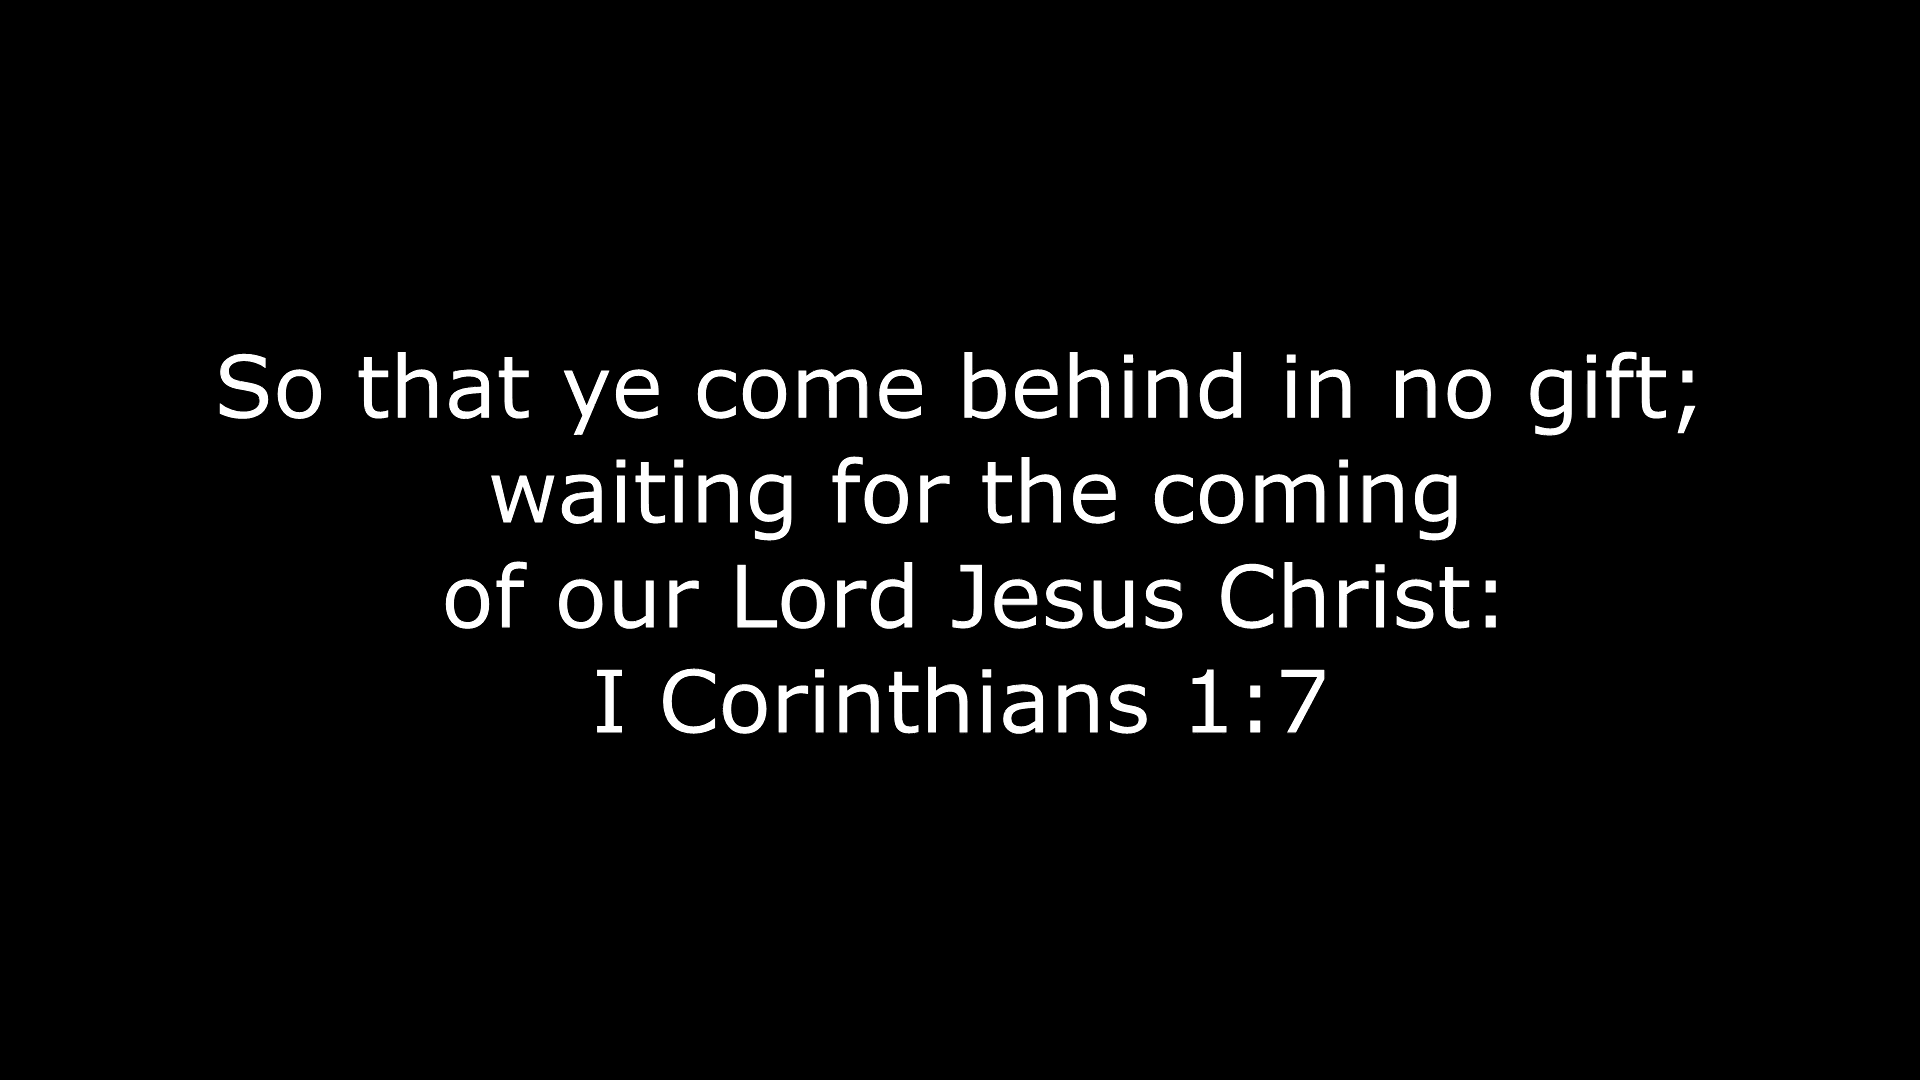 So that ye come behind in no gift;
waiting for the coming
of our Lord Jesus Christ:
I Corinthians 1:7